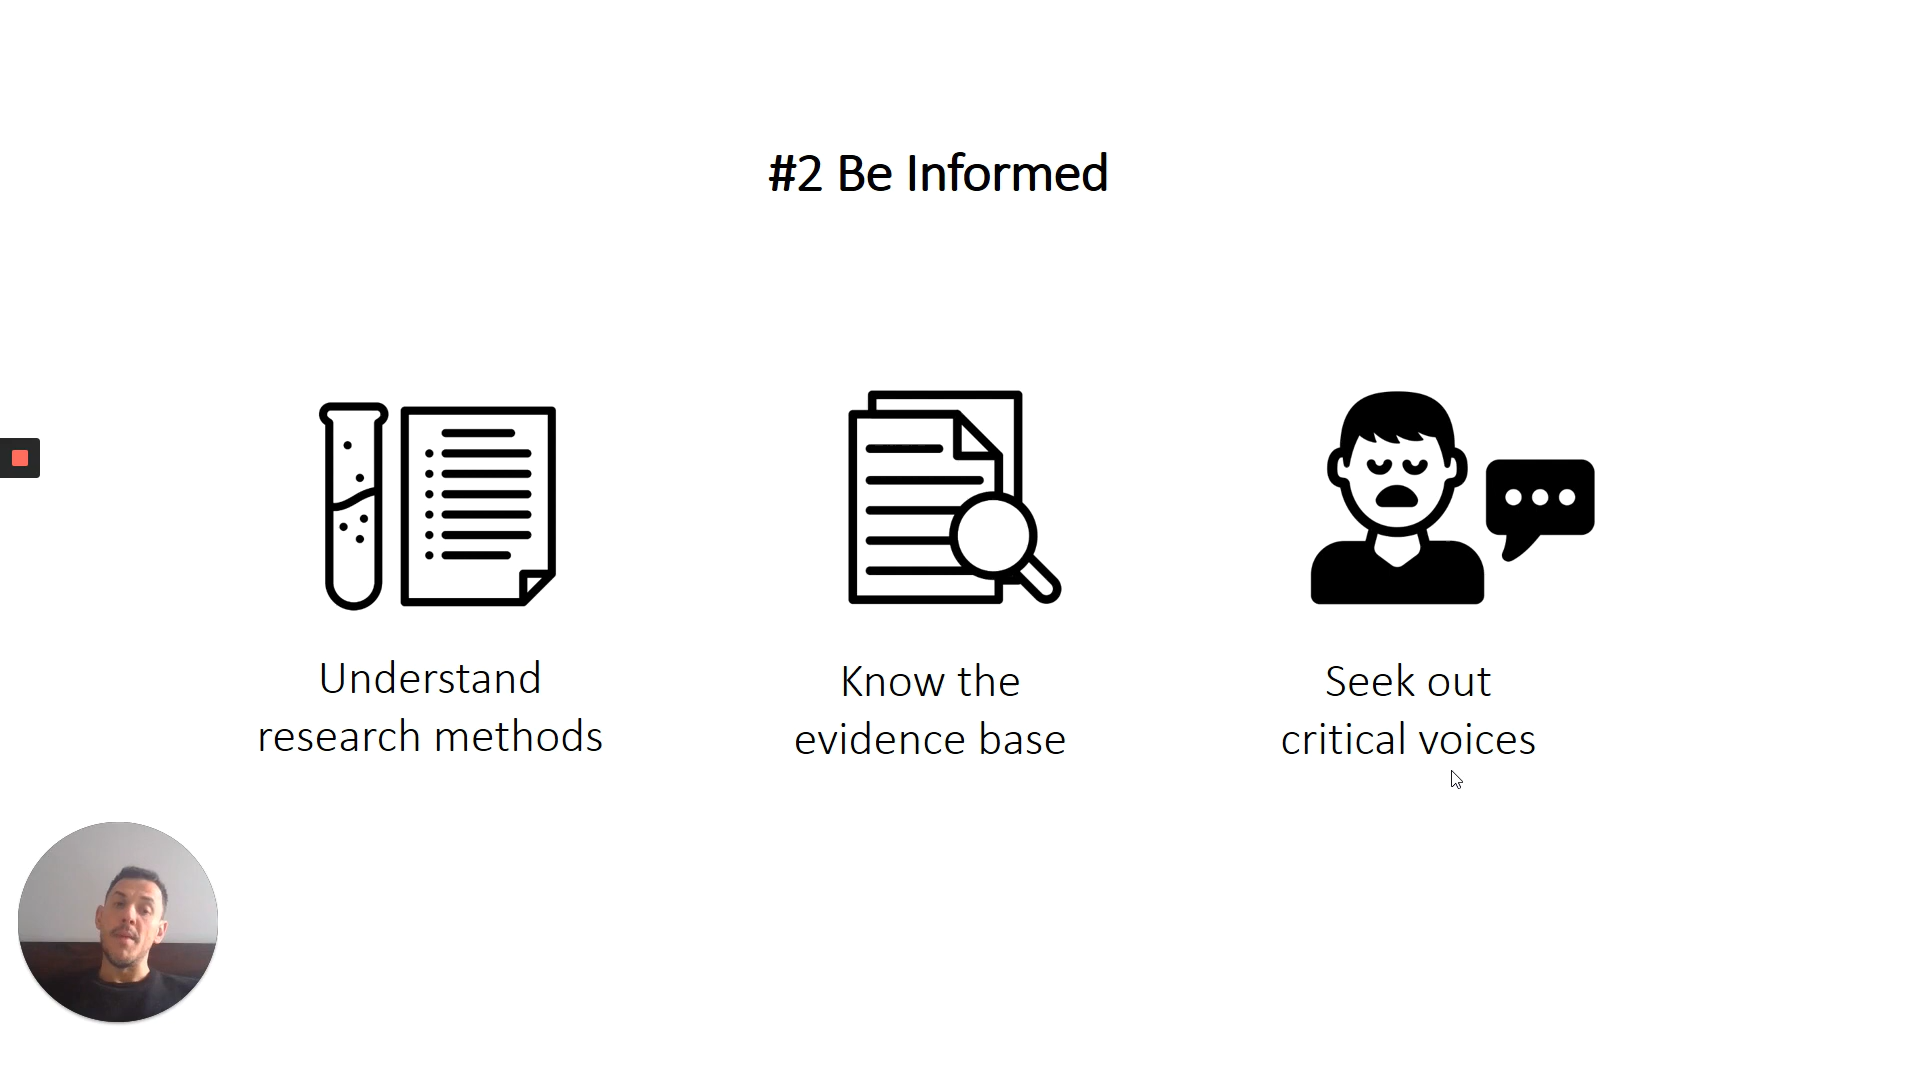 #2 Be Informed
Understand
research methods
Know the
evidence base
Seek out
critical voices